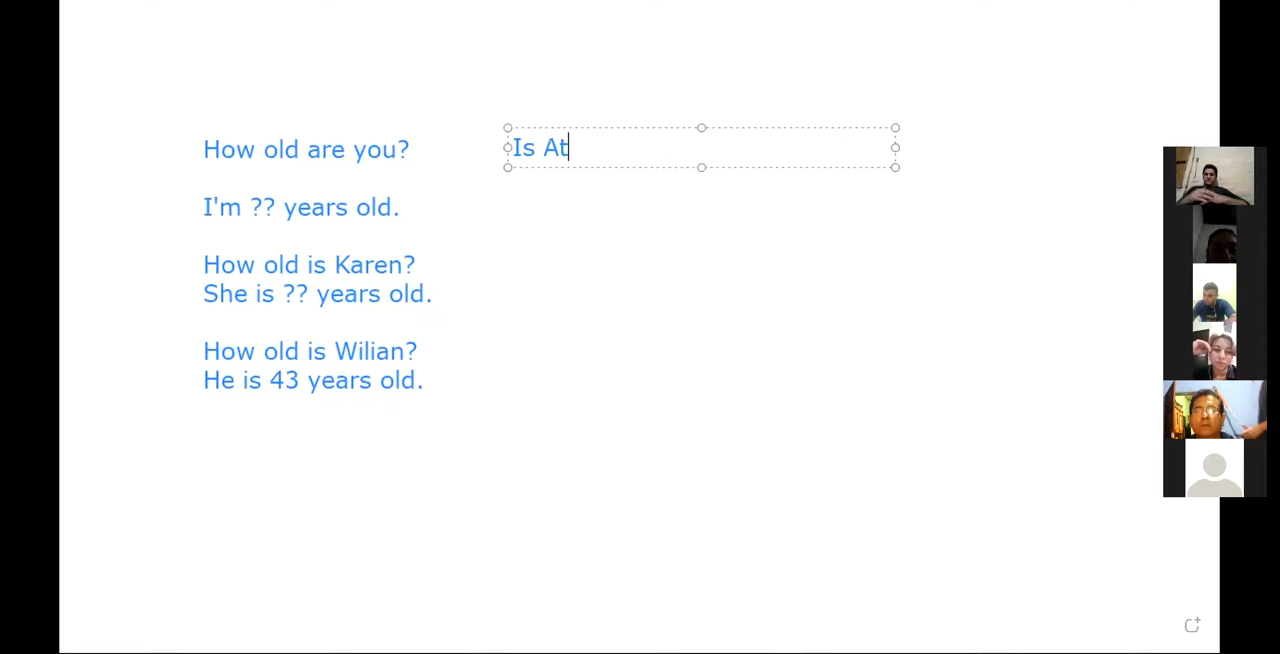 How old are you?
I'm ?? years old.
How old is Karen?
She is ?? years old.
How old is Wilian?
He is 43 years old.
Is At